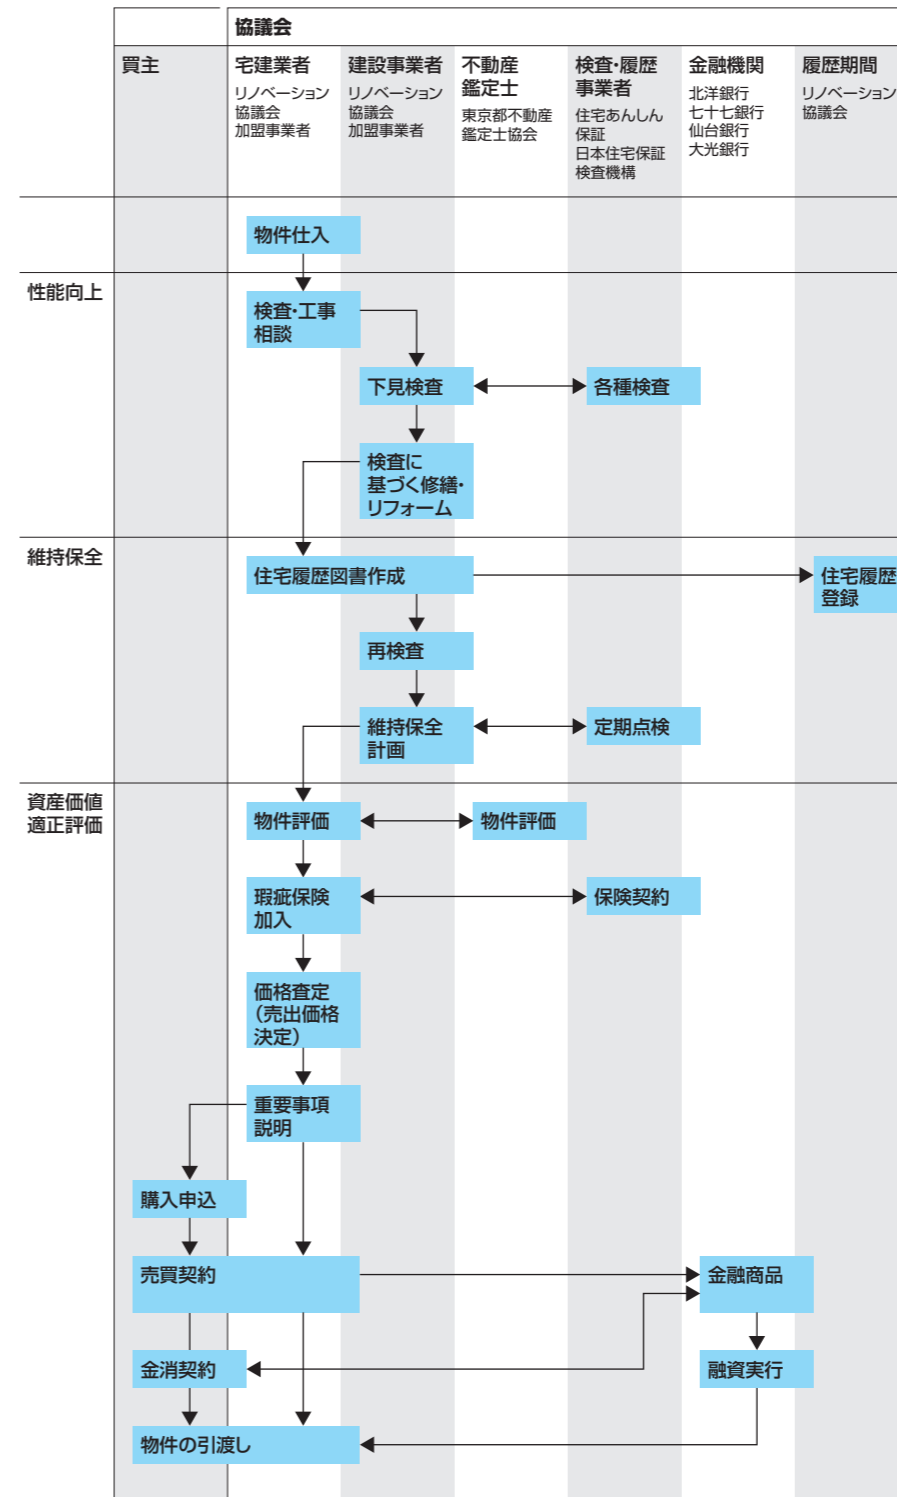 協議会
買主
宅建業者
リノベーション
協議会
加盟事業者
建設事業者
リノベーション
協議会
加盟事業者
不動産
鑑定士
東京都不動産
鑑定士協会
検査・履歴
事業者
住宅あんしん
保証
日本住宅保証
検査機構
金融機関
北洋銀行
七十七銀行
仙台銀行
大光銀行
履歴期間
リノベーション
協議会
物件仕入
性能向上
検査・工事
相談
下見検査
各種検査
検査に
基づく修繕・
リフォーム
維持保全
住宅履歴図書作成
住宅履歴
登録
再検査
維持保全
計画
定期点検
資産価値
適正評価
物件評価
物件評価
瑕疵保険
加入
保険契約
価格査定
（売出価格
決定）
重要事項
説明
購入申込
売買契約
金融商品
金消契約
融資実行
物件の引渡し